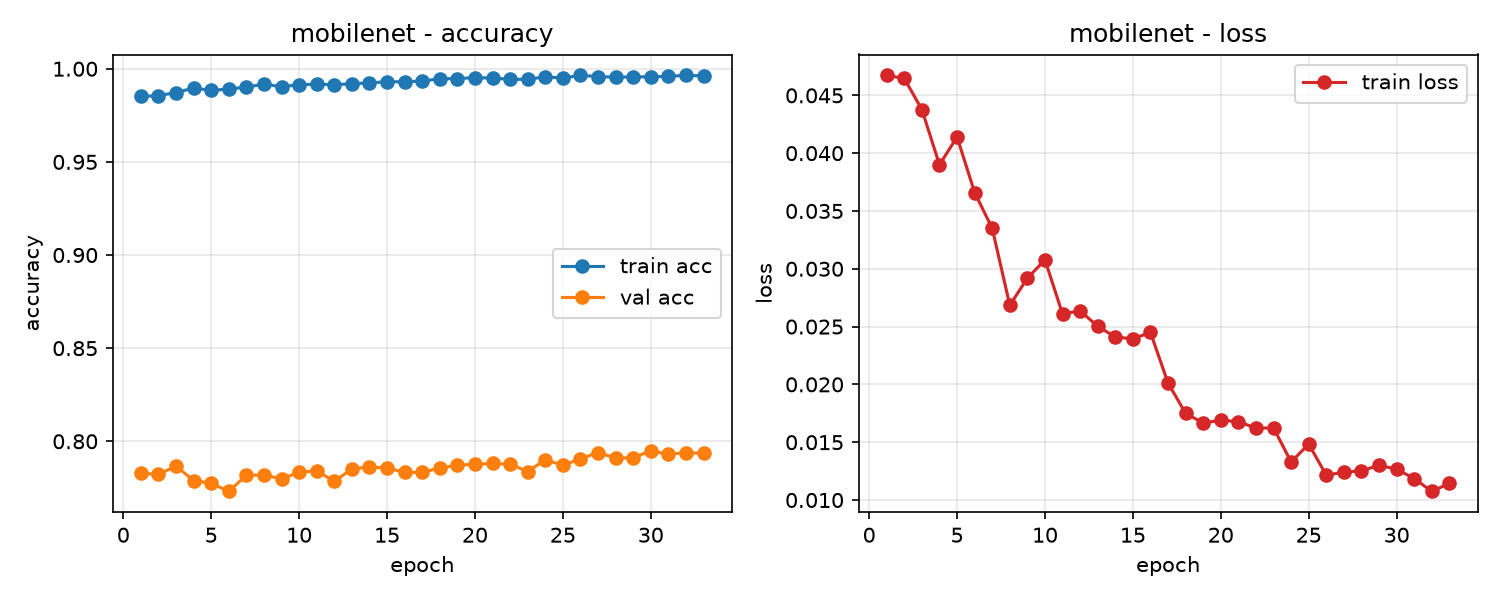 mobilenet - accuracy
1.00
0.95
0.90
0.85
0.80
accuracy
train acc
val acc
0 5 10 15 20 25 30
epoch
mobilenet - loss
0.045
0.040
0.035
0.030
0.025
0.020
0.015
0.010
loss
train loss
0 5 10 15 20 25 30
epoch